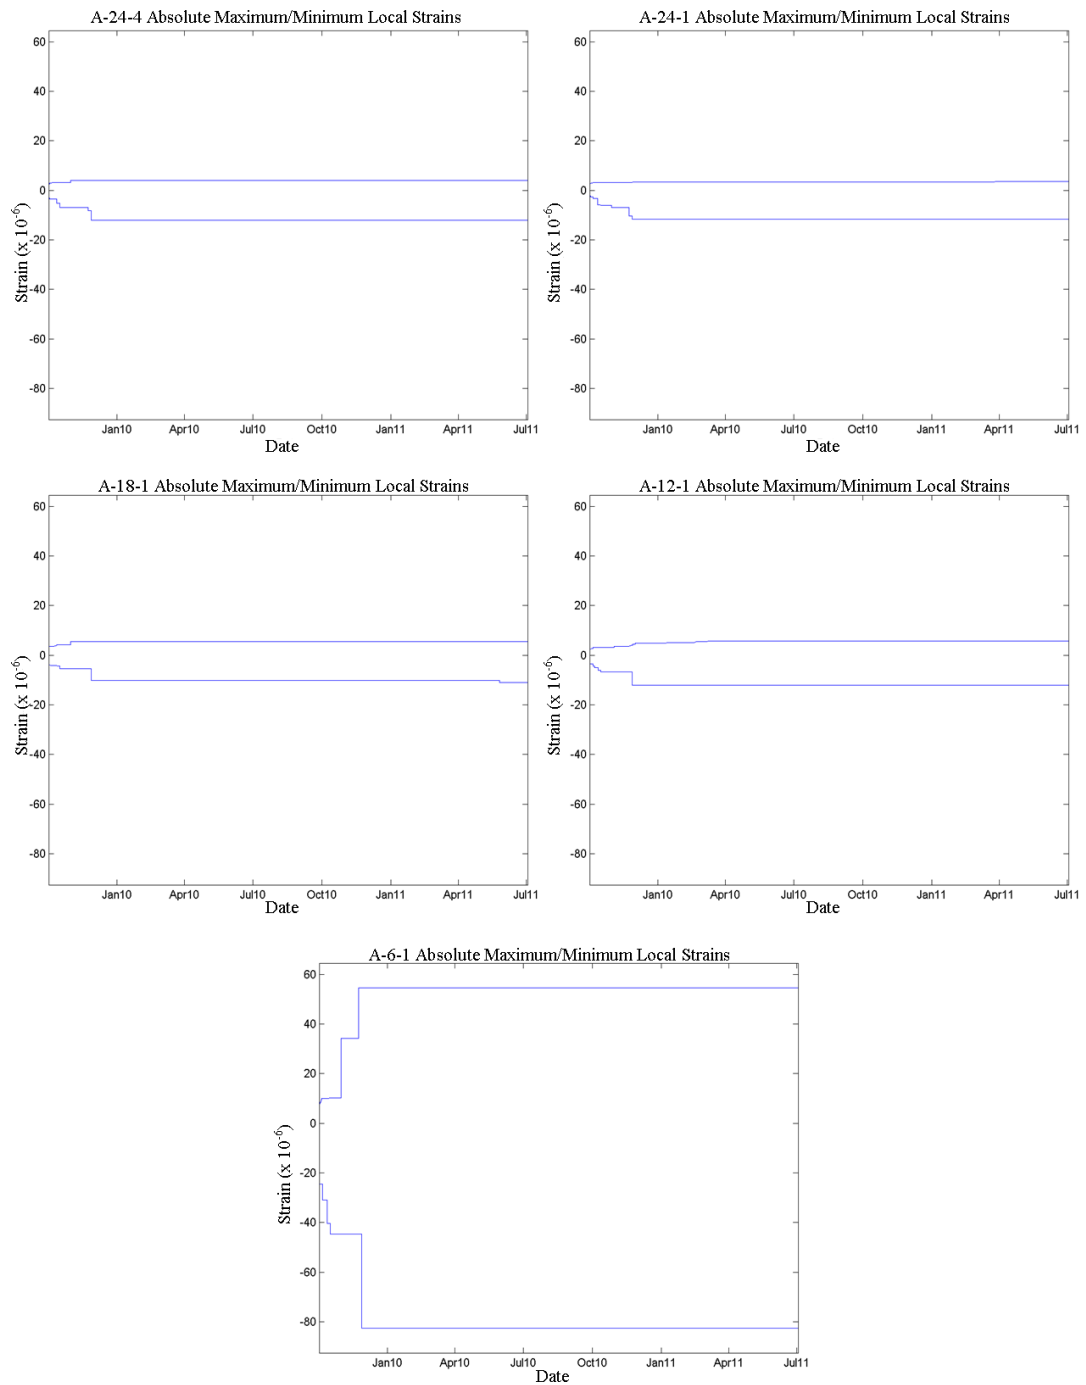 A-24-4 Absolute Maximum/Minimum Local Strains
60
40
20
0
-20
-40
-60
-80
Strain (x 10⁻⁶)
Jan10 Apr10 Jul10 Oct10 Jan11 Apr11 Jul11
Date
A-24-1 Absolute Maximum/Minimum Local Strains
60
40
20
0
-20
-40
-60
-80
Strain (x 10⁻⁶)
Jan10 Apr10 Jul10 Oct10 Jan11 Apr11 Jul11
Date
A-18-1 Absolute Maximum/Minimum Local Strains
60
40
20
0
-20
-40
-60
-80
Strain (x 10⁻⁶)
Jan10 Apr10 Jul10 Oct10 Jan11 Apr11 Jul11
Date
A-12-1 Absolute Maximum/Minimum Local Strains
60
40
20
0
-20
-40
-60
-80
Strain (x 10⁻⁶)
Jan10 Apr10 Jul10 Oct10 Jan11 Apr11 Jul11
Date
A-6-1 Absolute Maximum/Minimum Local Strains
60
40
20
0
-20
-40
-60
-80
Strain (x 10⁻⁶)
Jan10 Apr10 Jul10 Oct10 Jan11 Apr11 Jul11
Date